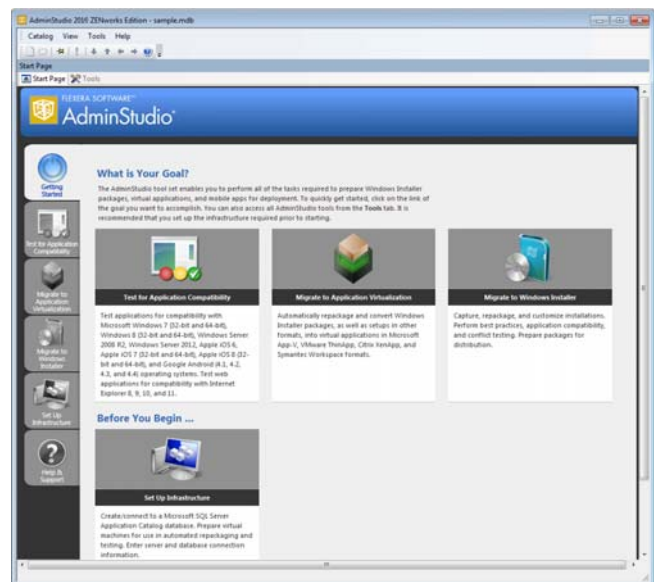 AdminStudio 2016 ZENworks Edition - sample.mdb
Catalog View Tools Help
Start Page
Start Page Tools
FLEXERA SOFTWARE™
AdminStudio®
Getting
Started
Test for Application
Compatibility
Migrate to
Application
Virtualization
Migrate to
Windows
Installer
Set Up
Infrastructure
Help &
Support
What is Your Goal?
The AdminStudio tool set enables you to perform all of the tasks required to prepare Windows Installer
packages, virtual applications, and mobile apps for deployment. To quickly get started, click on the link of
the goal you want to accomplish. You can also access all AdminStudio tools from the Tools tab. It is
recommended that you set up the infrastructure required prior to starting.
Test for Application Compatibility
Test applications for compatibility with
Microsoft Windows 7 (32-bit and 64-bit),
Windows 8 (32-bit and 64-bit), Windows Server
2008 R2, Windows Server 2012, Apple iOS 6,
Apple iOS 7 (32-bit and 64-bit), Apple iOS 8 (32-
bit and 64-bit), and Google Android (4.1, 4.2,
4.3, and 4.4) operating systems. Test web
applications for compatibility with Internet
Explorer 8, 9, 10, and 11.
Migrate to Application Virtualization
Automatically repackage and convert Windows
Installer packages, as well as setups in other
formats, into virtual applications in Microsoft
App-V, VMware ThinApp, Citrix XenApp, and
Symantec Workspace formats.
Migrate to Windows Installer
Capture, repackage, and customize installations.
Perform best practices, application compatibility,
and conflict testing. Prepare packages for
distribution.
Before You Begin ...
Set Up Infrastructure
Create/connect to a Microsoft SQL Server
Application Catalog database. Prepare virtual
machines for use in automated repackaging and
testing. Enter server and database connection
information.